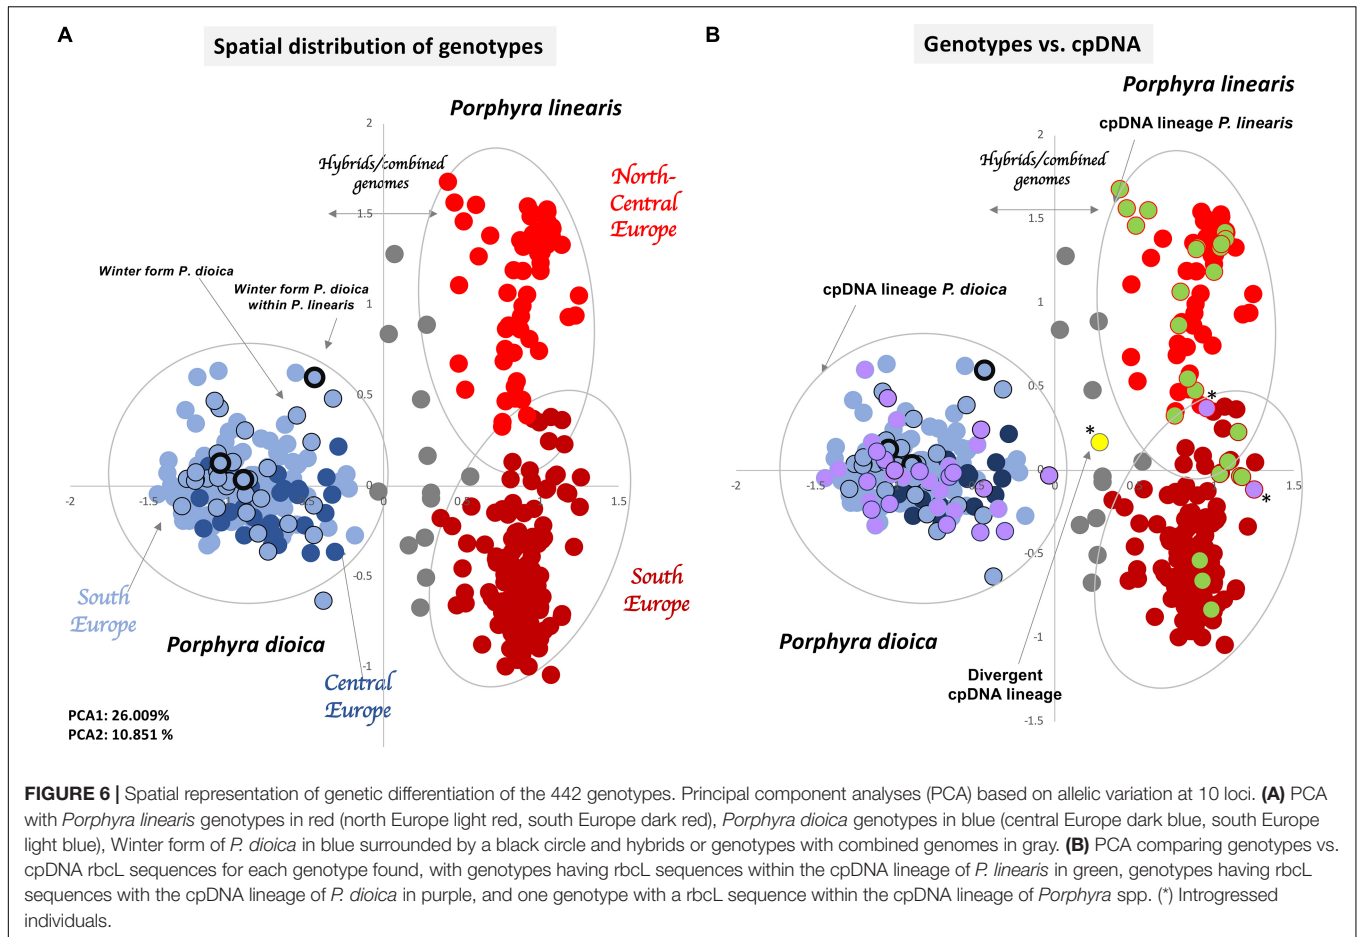 A
Spatial distribution of genotypes
Porphyra linearis
2
Hybrids/combined
genomes
1.5
North-
Central
Europe
Winter form P. dioica
Winter form P. dioica
within P. linearis
1
0.5
-2
-1.5
-0.5
0
0.5
1.5
-0.5
South
Europe
South
Europe
Porphyra dioica
-1
Central
Europe
PCA1: 26.009%
PCA2: 10.851 %
B
Genotypes vs. cpDNA
Porphyra linearis
cpDNA lineage P. linearis
2
Hybrids/combined
genomes
1.5
cpDNA lineage P. dioica
1
0.5
*
*
-2
-1.5
-0.5
0
0.5
1.5
*
-0.5
Porphyra dioica
-1
Divergent
cpDNA lineage
-1.5
FIGURE 6 | Spatial representation of genetic differentiation of the 442 genotypes. Principal component analyses (PCA) based on allelic variation at 10 loci. (A) PCA
with Porphyra linearis genotypes in red (north Europe light red, south Europe dark red), Porphyra dioica genotypes in blue (central Europe dark blue, south Europe
light blue), Winter form of P. dioica in blue surrounded by a black circle and hybrids or genotypes with combined genomes in gray. (B) PCA comparing genotypes vs.
cpDNA rbcL sequences for each genotype found, with genotypes having rbcL sequences within the cpDNA lineage of P. linearis in green, genotypes having rbcL
sequences with the cpDNA lineage of P. dioica in purple, and one genotype with a rbcL sequence within the cpDNA lineage of Porphyra spp. (*) Introgressed
individuals.